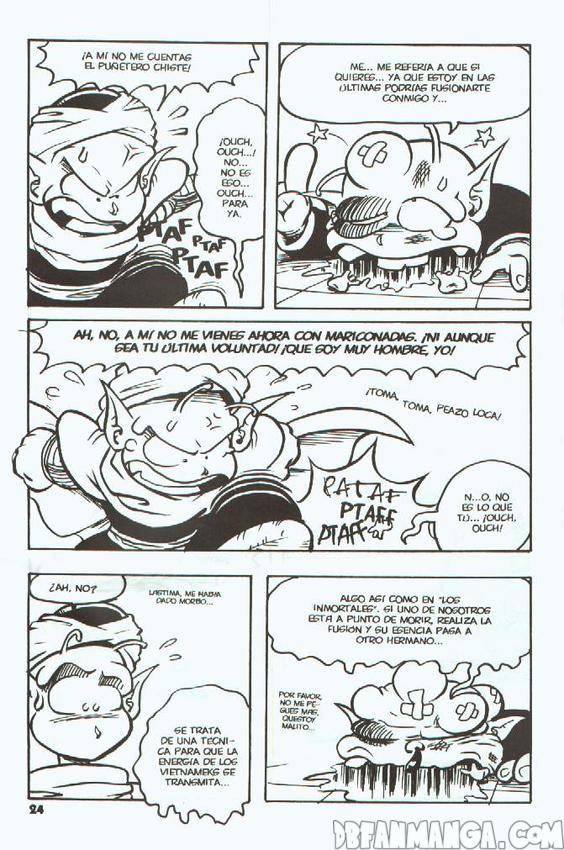 ¡A MÍ NO ME CUENTAS
EL PUÑETERO CHISTE!
¡OUCH,
OUCH...!
NO...
NO ES
ESO...
OUCH...
PARA
YA.
PTAF
PTAF
PTAF
ME... ME REFERIA A QUE SI
QUIERES... YA QUE ESTOY EN LAS
ÚLTIMAS PODRÍAS FUSIONARTE
CONMIGO Y...
AH, NO, A MÍ NO ME VIENES AHORA CON MARICONADAS. ¡NI AUNQUE
SEA TU ÚLTIMA VOLUNTAD! ¡QUE SOY MUY HOMBRE, YO!
¡TOMA,
TOMA, PEAZO LOCA!
PATAF
PTAFF
PTAFF
N...O, NO
ES LO QUE
TÚ... ¡OUCH,
OUCH!
¿AH, NO?
LÁSTIMA, ME HABÍA
DADO MORBO...
SE TRATA
DE UNA TECNI-
CA PARA QUE LA
ENERGÍA DE LOS
VIETNAMEKS SE
TRANSMITA...
ALGO ASÍ COMO EN "LOS
INMORTALES". SI UNO DE NOSOTROS
ESTÁ A PUNTO DE MORIR, REALIZA LA
FUSIÓN Y SU ESENCIA PASA A
OTRO HERMANO...
POR FAVOR,
NO ME PE-
GUES MÁS,
QUESTOY
MALITO...
24
DBFANMANGA.COM